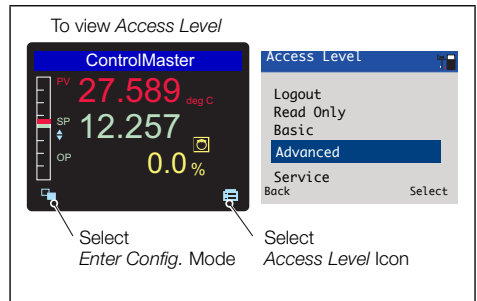 To view Access Level
ControlMaster
PV 27.589 deg C
SP 12.257
OP 0.0 %
Select
Enter Config. Mode
Access Level
Logout
Read Only
Basic
Advanced
Service
Back Select
Select
Access Level Icon